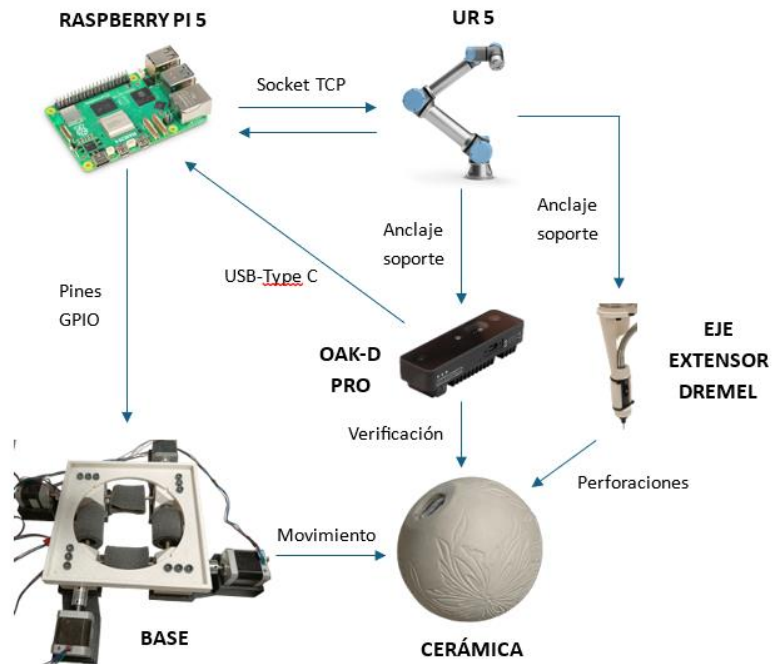 RASPBERRY PI 5
UR 5
Socket TCP
Anclaje
soporte
Anclaje
soporte
USB-Type C
Pines
GPIO
OAK-D
PRO
EJE
EXTENSOR
DREMEL
Verificación
Perforaciones
Movimiento
BASE
CERÁMICA